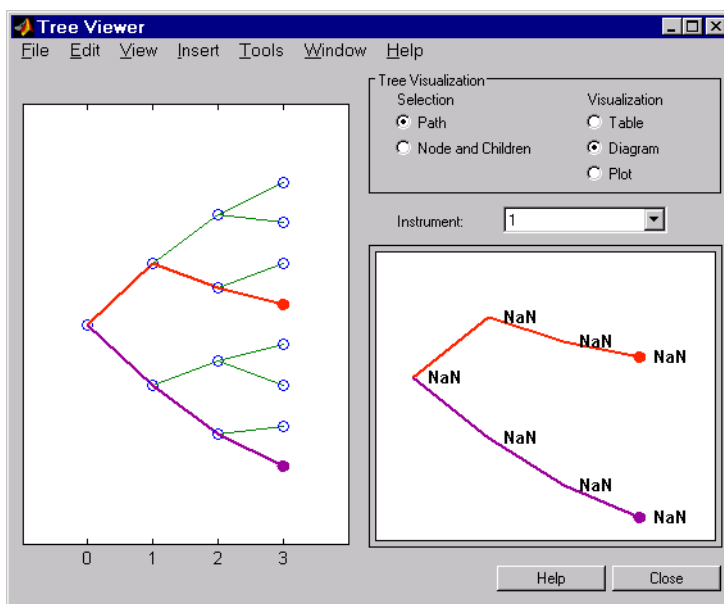 Tree Viewer
File Edit View Insert Tools Window Help
Tree Visualization
Selection
Path
Node and Children
Visualization
Table
Diagram
Plot
Instrument: 1
0 1 2 3
NaN
NaN
NaN
NaN
NaN
NaN
NaN
Help Close